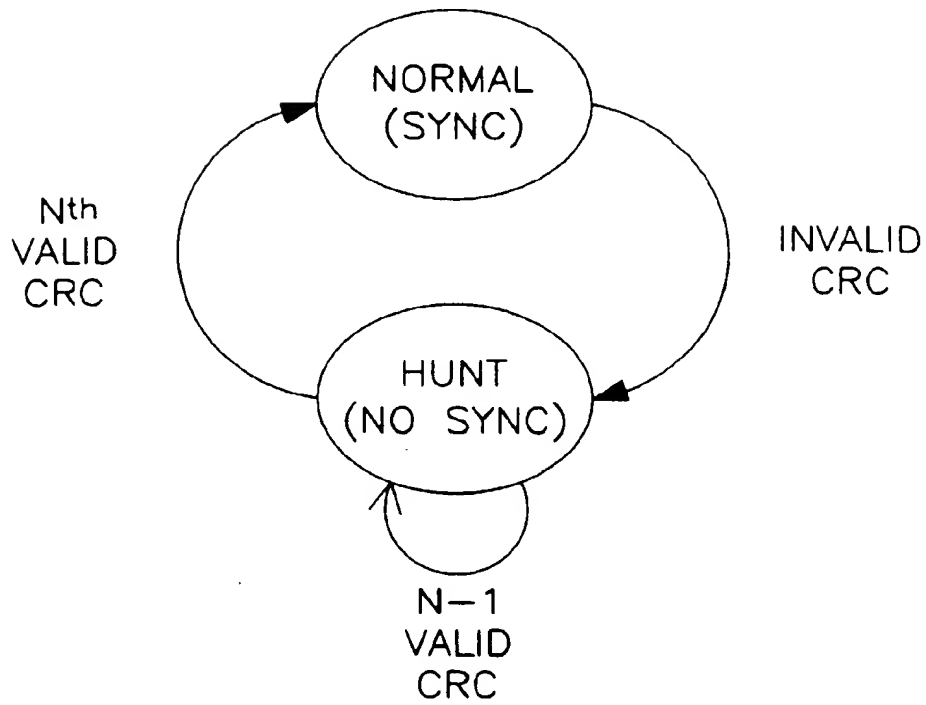 NORMAL
(SYNC)
Nth
VALID
CRC
INVALID
CRC
HUNT
(NO SYNC)
N-1
VALID
CRC